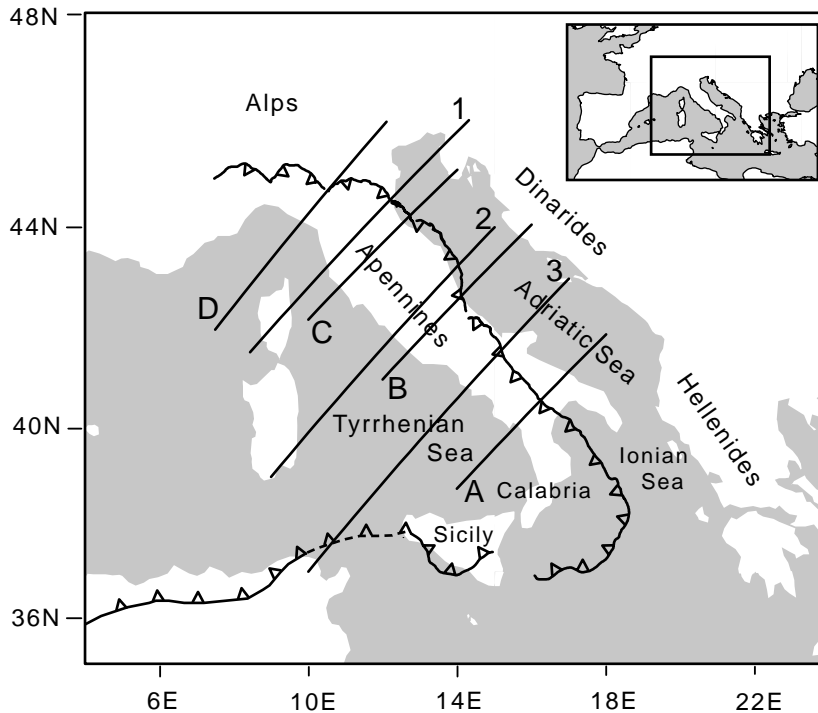 48N
Alps
1
44N
Dinarides
2
3
Apennines
Adriatic Sea
D
C
B
Hellenides
40N
Tyrrhenian
Sea
Ionian
Sea
A
Calabria
Sicily
36N
6E
10E
14E
18E
22E